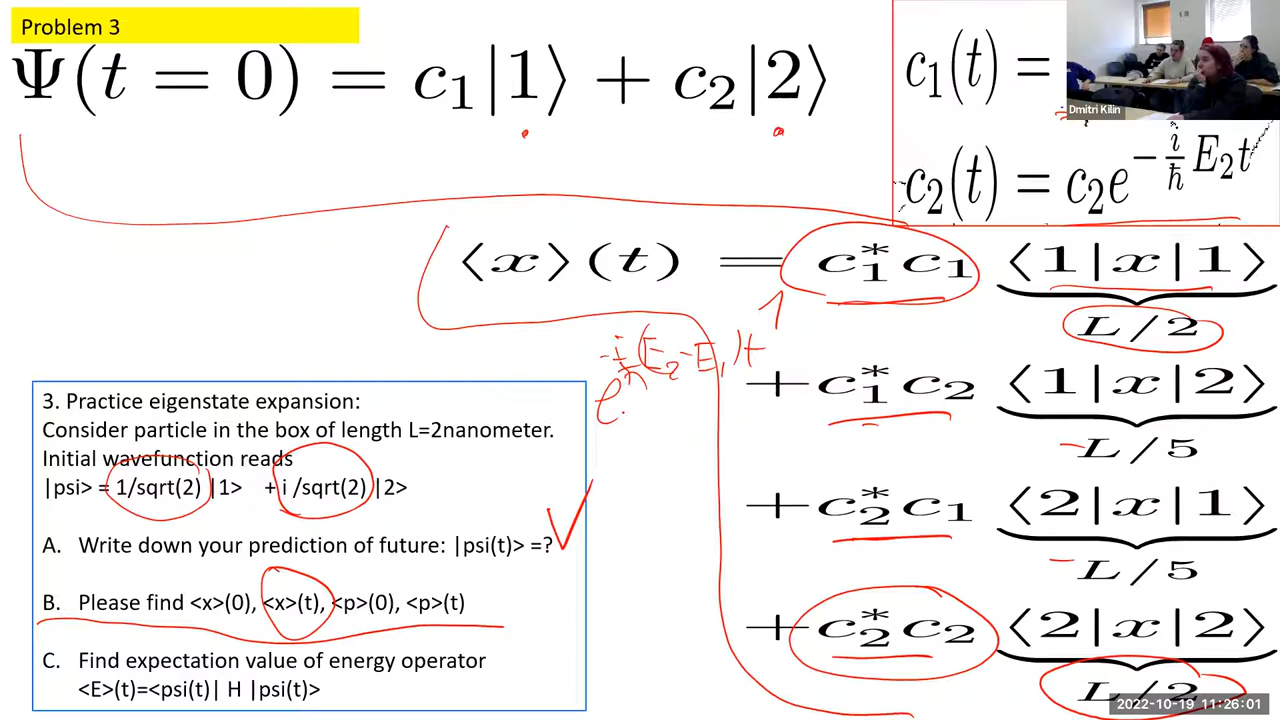 Problem 3
Ψ(t = 0) = c₁|1⟩ + c₂|2⟩
c₁(t) =
Dmitri Kilin
c₂(t) = c₂e^{-\frac{i}{ħ} E₂t}
⟨x⟩(t) = c₁* c₁ ⟨1|x|1⟩
L/2
e^{-\frac{i}{ħ}(E₂-E₁)t}
+ c₁* c₂ ⟨1|x|2⟩
-L/5
+ c₂* c₁ ⟨2|x|1⟩
-L/5
+ c₂* c₂ ⟨2|x|2⟩
L/2
3. Practice eigenstate expansion:
Consider particle in the box of length L=2nanometer.
Initial wavefunction reads
|psi> = 1/sqrt(2) |1> + i /sqrt(2) |2>
A. Write down your prediction of future: |psi(t)> =?
B. Please find <x>(0), <x>(t), <p>(0), <p>(t)
C. Find expectation value of energy operator
<E>(t)=<psi(t)| H |psi(t)>
2022-10-19 11:26:01